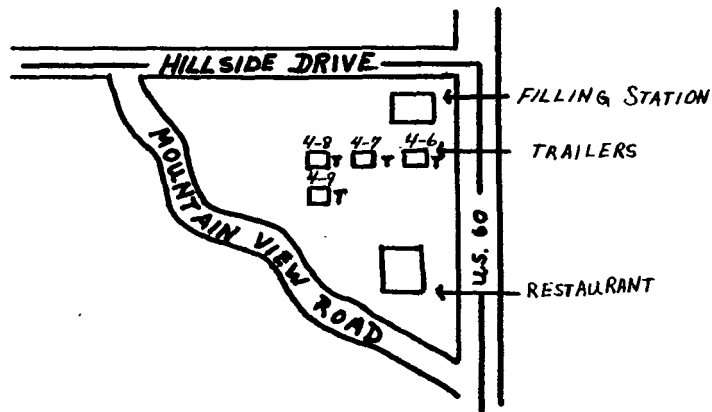 HILLSIDE DRIVE
FILLING STATION
4-8 4-7 4-6
T T T
TRAILERS
4-9
T
MOUNTAIN VIEW ROAD
U.S. 60
RESTAURANT